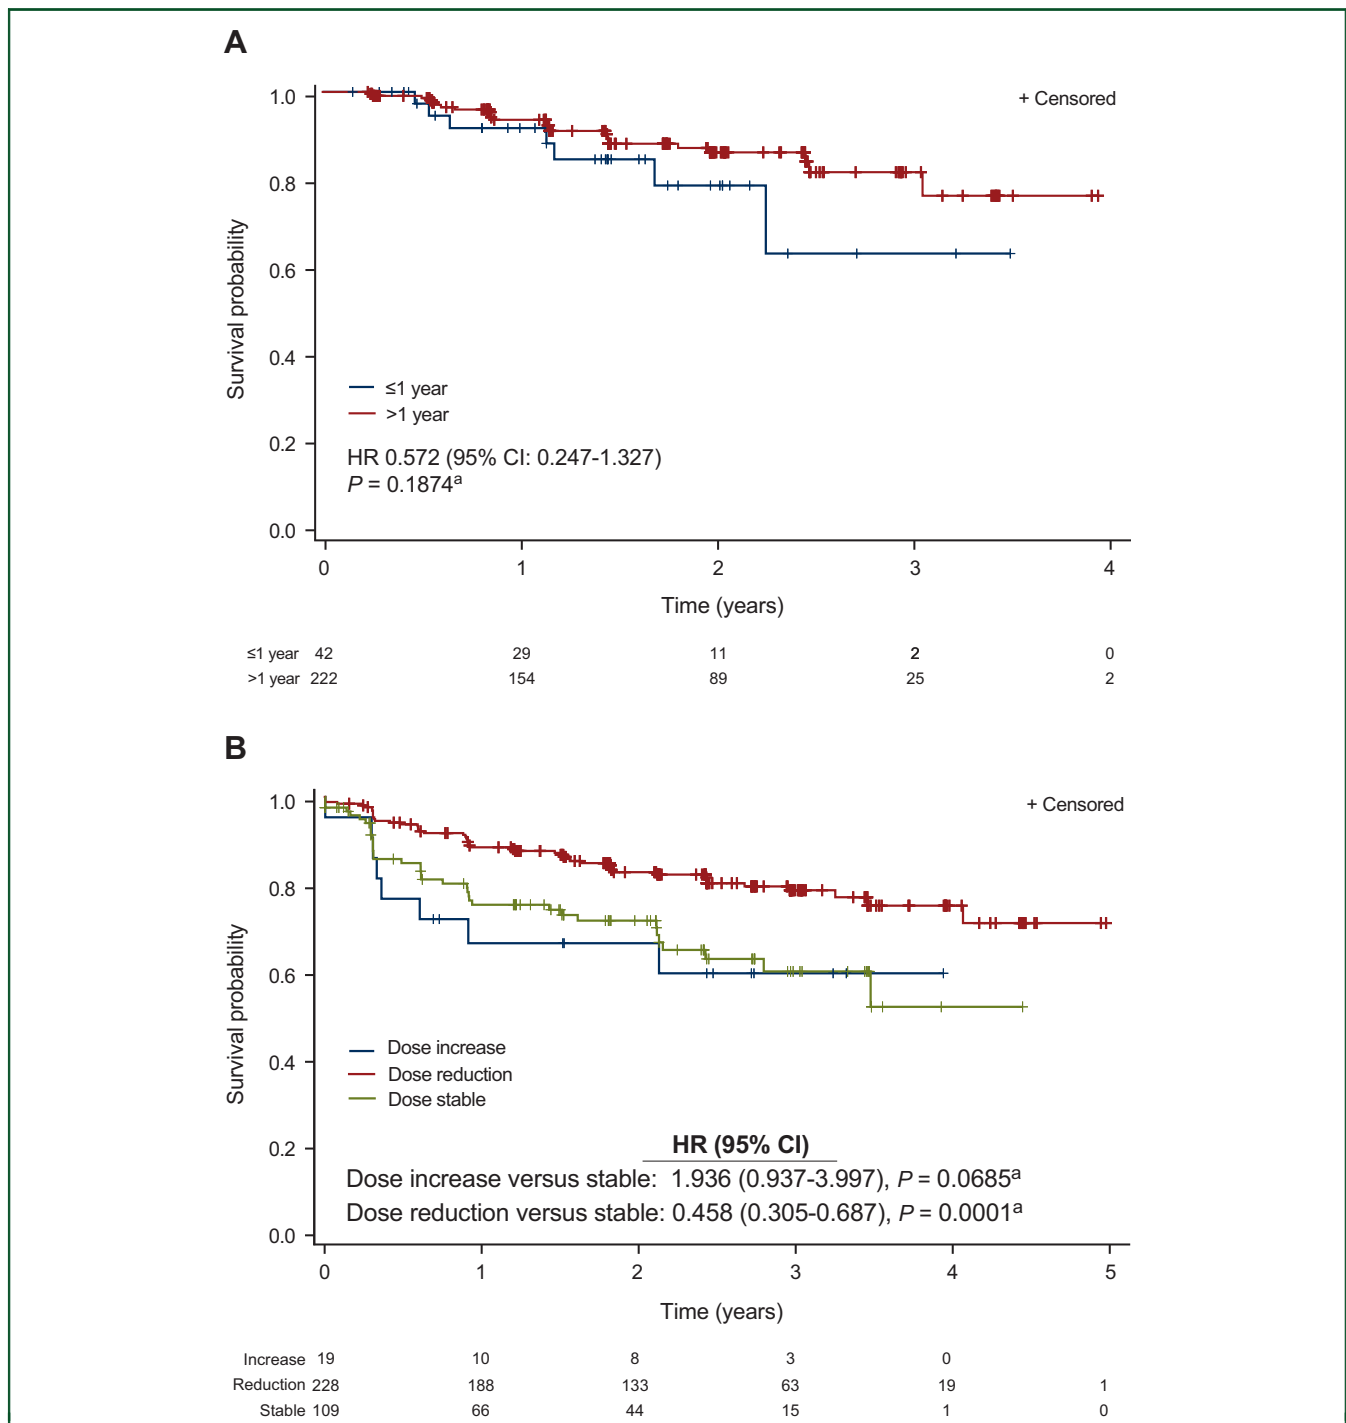 A
1.0
+ Censored
0.8
0.6
0.4
0.2
0.0
Survival probability
≤1 year
>1 year
HR 0.572 (95% CI: 0.247-1.327)
P = 0.1874ᵃ
0 1 2 3 4
Time (years)
≤1 year 42 29 11 2 0
>1 year 222 154 89 25 2
B
1.0
+ Censored
0.8
0.6
0.4
0.2
0.0
Survival probability
Dose increase
Dose reduction
Dose stable
HR (95% CI)
Dose increase versus stable: 1.936 (0.937-3.997), P = 0.0685ᵃ
Dose reduction versus stable: 0.458 (0.305-0.687), P = 0.0001ᵃ
0 1 2 3 4 5
Time (years)
Increase 19 10 8 3 0
Reduction 228 188 133 63 19 1
Stable 109 66 44 15 1 0